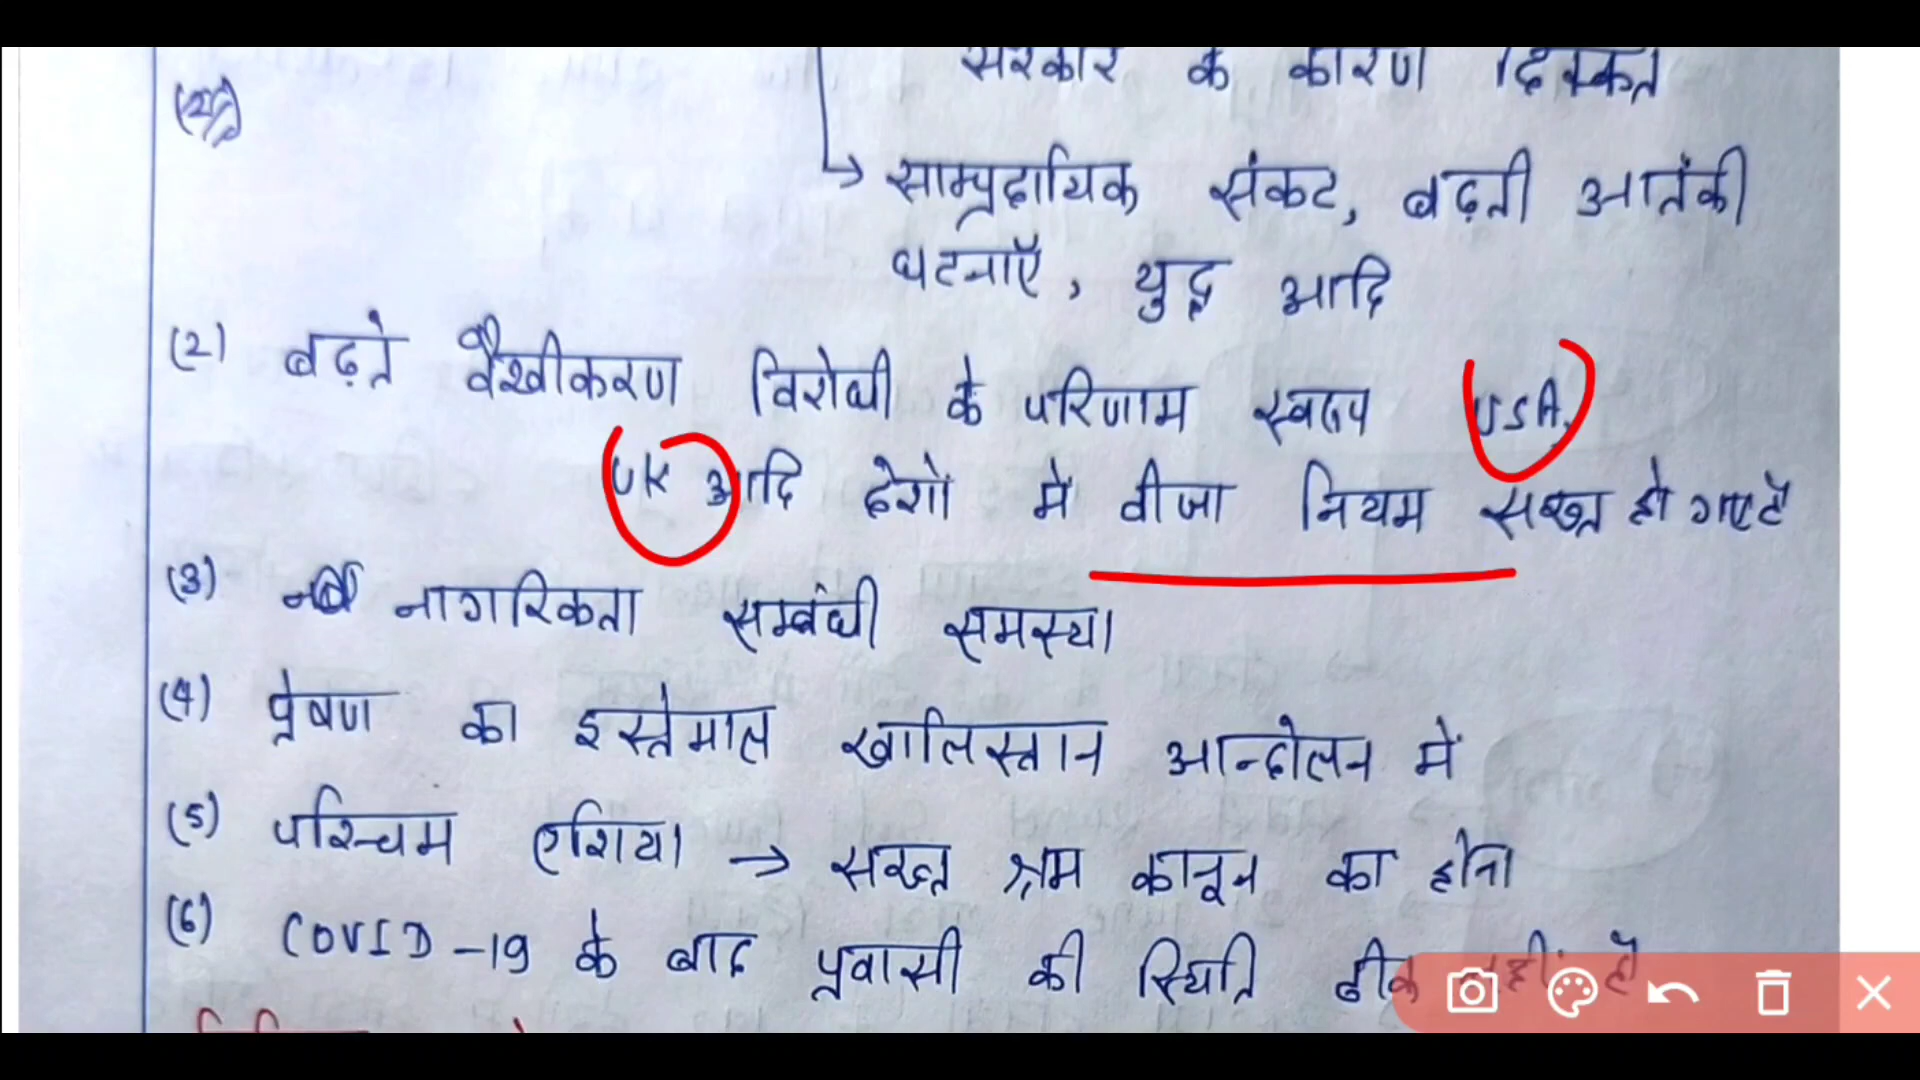 सरकार के कारण दिक्कत
→ साम्प्रदायिक संकट, बढ़ती आतंकी
घटनाएँ, युद्ध आदि
(2) बढ़ते वैश्वीकरण विरोधी के परिणाम स्वरूप USA,
UK आदि देशों में वीजा नियम सख्त हो गए हैं
(3) नागरिकता सम्बंधी समस्या
(4) प्रेषण का इस्तेमाल खालिस्तान आन्दोलन में
(5) पश्चिम एशिया → सख्त श्रम कानून का होना
(6) COVID-19 के बाद प्रवासी की स्थिति ठीक नहीं है